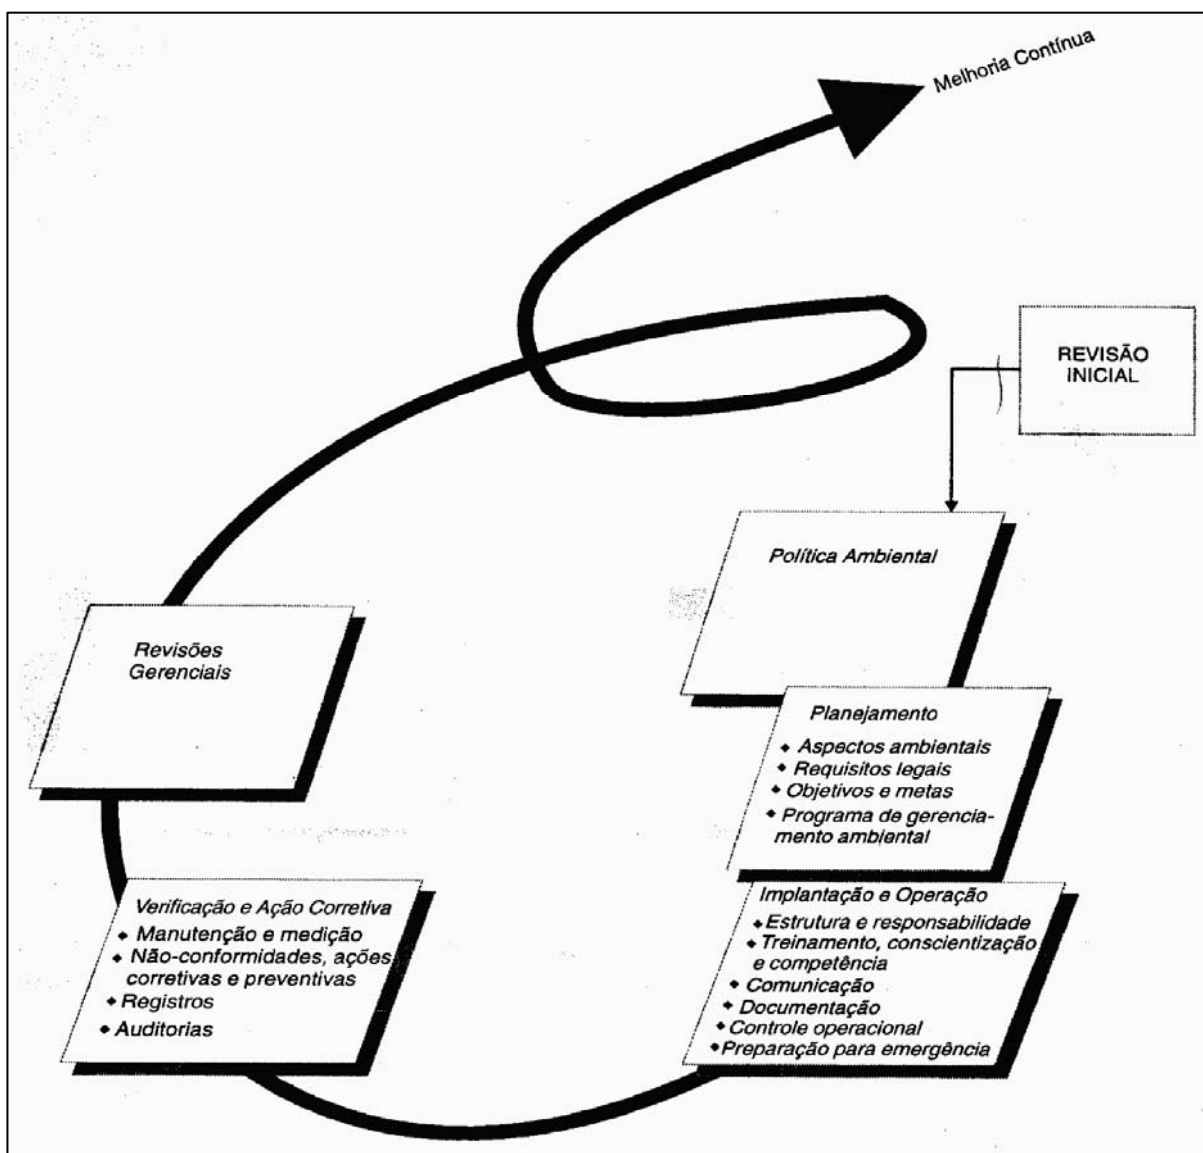 Melhoria Contínua
REVISÃO
INICIAL
Política Ambiental
Planejamento
◆ Aspectos ambientais
◆ Requisitos legais
◆ Objetivos e metas
◆ Programa de gerencia-
mento ambiental
Implantação e Operação
◆ Estrutura e responsabilidade
◆ Treinamento, conscientização
e competência
◆ Comunicação
◆ Documentação
◆ Controle operacional
◆ Preparação para emergência
Verificação e Ação Corretiva
◆ Manutenção e medição
◆ Não-conformidades, ações
corretivas e preventivas
◆ Registros
◆ Auditorias
Revisões
Gerenciais